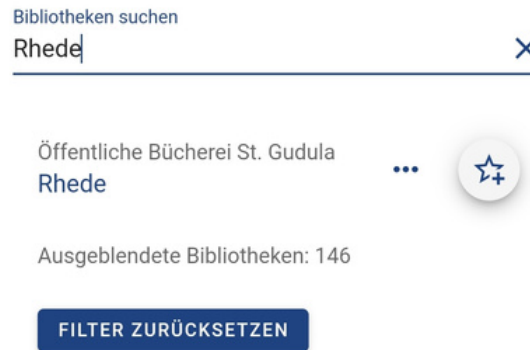 Bibliotheken suchen
Rhede
Öffentliche Bücherei St. Gudula
Rhede
Ausgeblendete Bibliotheken: 146
FILTER ZURÜCKSETZEN